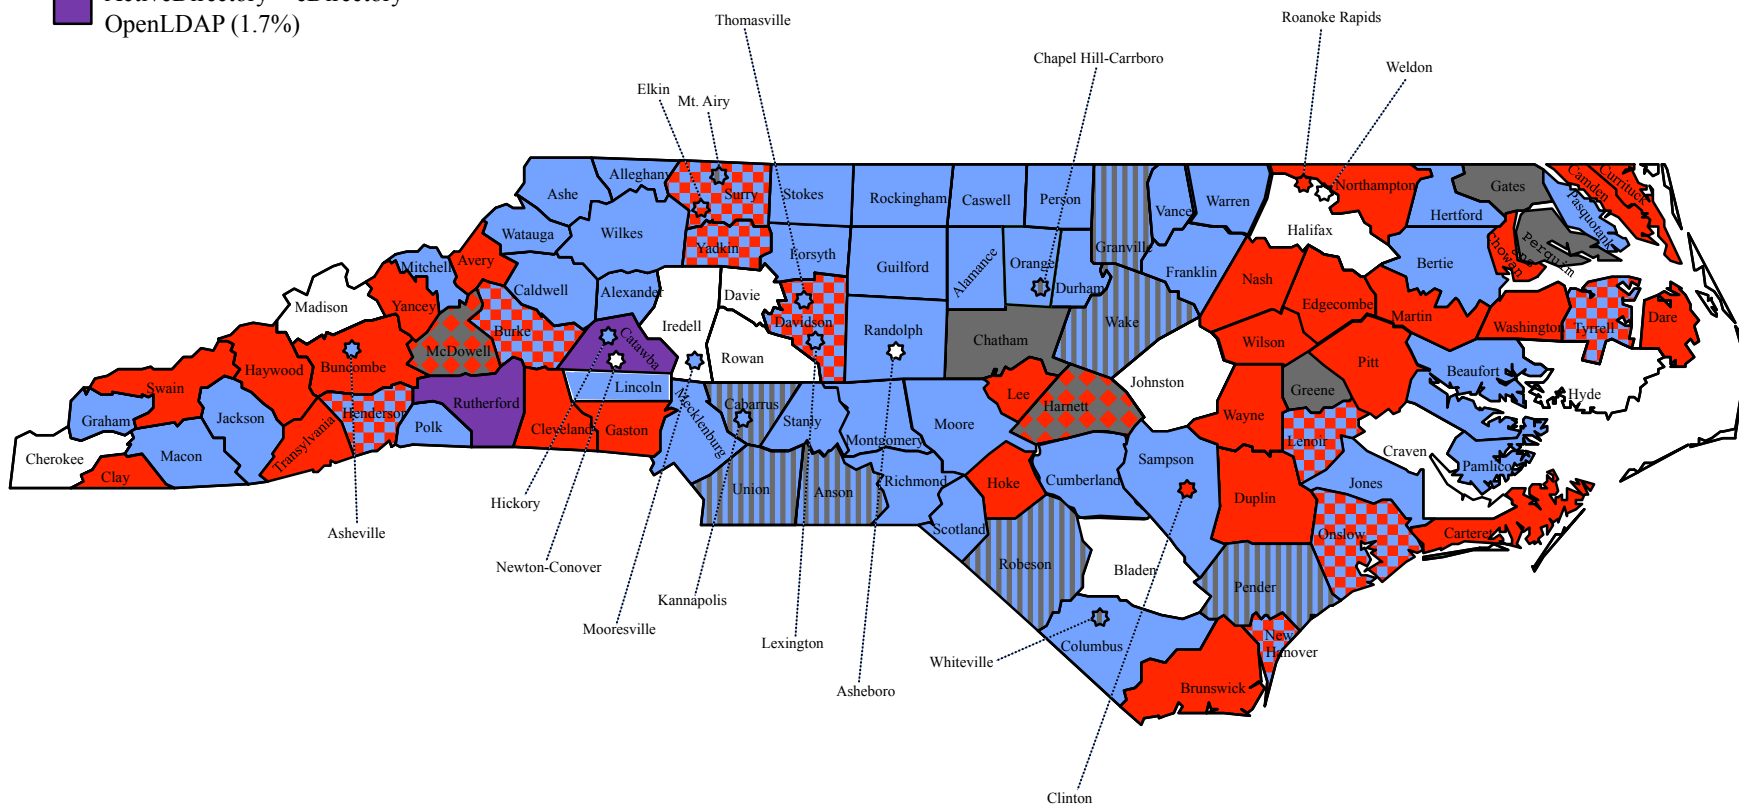 ActiveDirectory eDirectory
OpenLDAP (1.7%)
Thomasville
Roanoke Rapids
Chapel Hill-Carrboro
Weldon
Elkin
Mt. Airy
Alleghany
Ashe
Surry
Stokes
Rockingham
Caswell
Person
Vance
Warren
Northampton
Gates
Camden
Currituck
Pasquotank
Hertford
Halifax
Watauga
Wilkes
Yadkin
Forsyth
Guilford
Alamance
Orange
Durham
Granville
Franklin
Nash
Edgecombe
Bertie
Chowan
Perquimans
Mitchell
Avery
Caldwell
Alexander
Davie
Madison
Yancey
Burke
Iredell
Davidson
Randolph
Chatham
Wake
Wilson
Martin
Washington
Tyrrell
Dare
McDowell
Catawba
Rowan
Johnston
Pitt
Beaufort
Hyde
Swain
Haywood
Buncombe
Rutherford
Lincoln
Cabarrus
Stanly
Montgomery
Moore
Lee
Harnett
Wayne
Greene
Lenoir
Craven
Pamlico
Graham
Jackson
Henderson
Polk
Cleveland
Gaston
Mecklenburg
Cherokee
Clay
Macon
Transylvania
Union
Anson
Richmond
Scotland
Hoke
Cumberland
Sampson
Duplin
Jones
Onslow
Carteret
Hickory
Asheville
Newton-Conover
Kannapolis
Mooresville
Lexington
Asheboro
Robeson
Bladen
Pender
New
Hanover
Columbus
Whiteville
Brunswick
Clinton